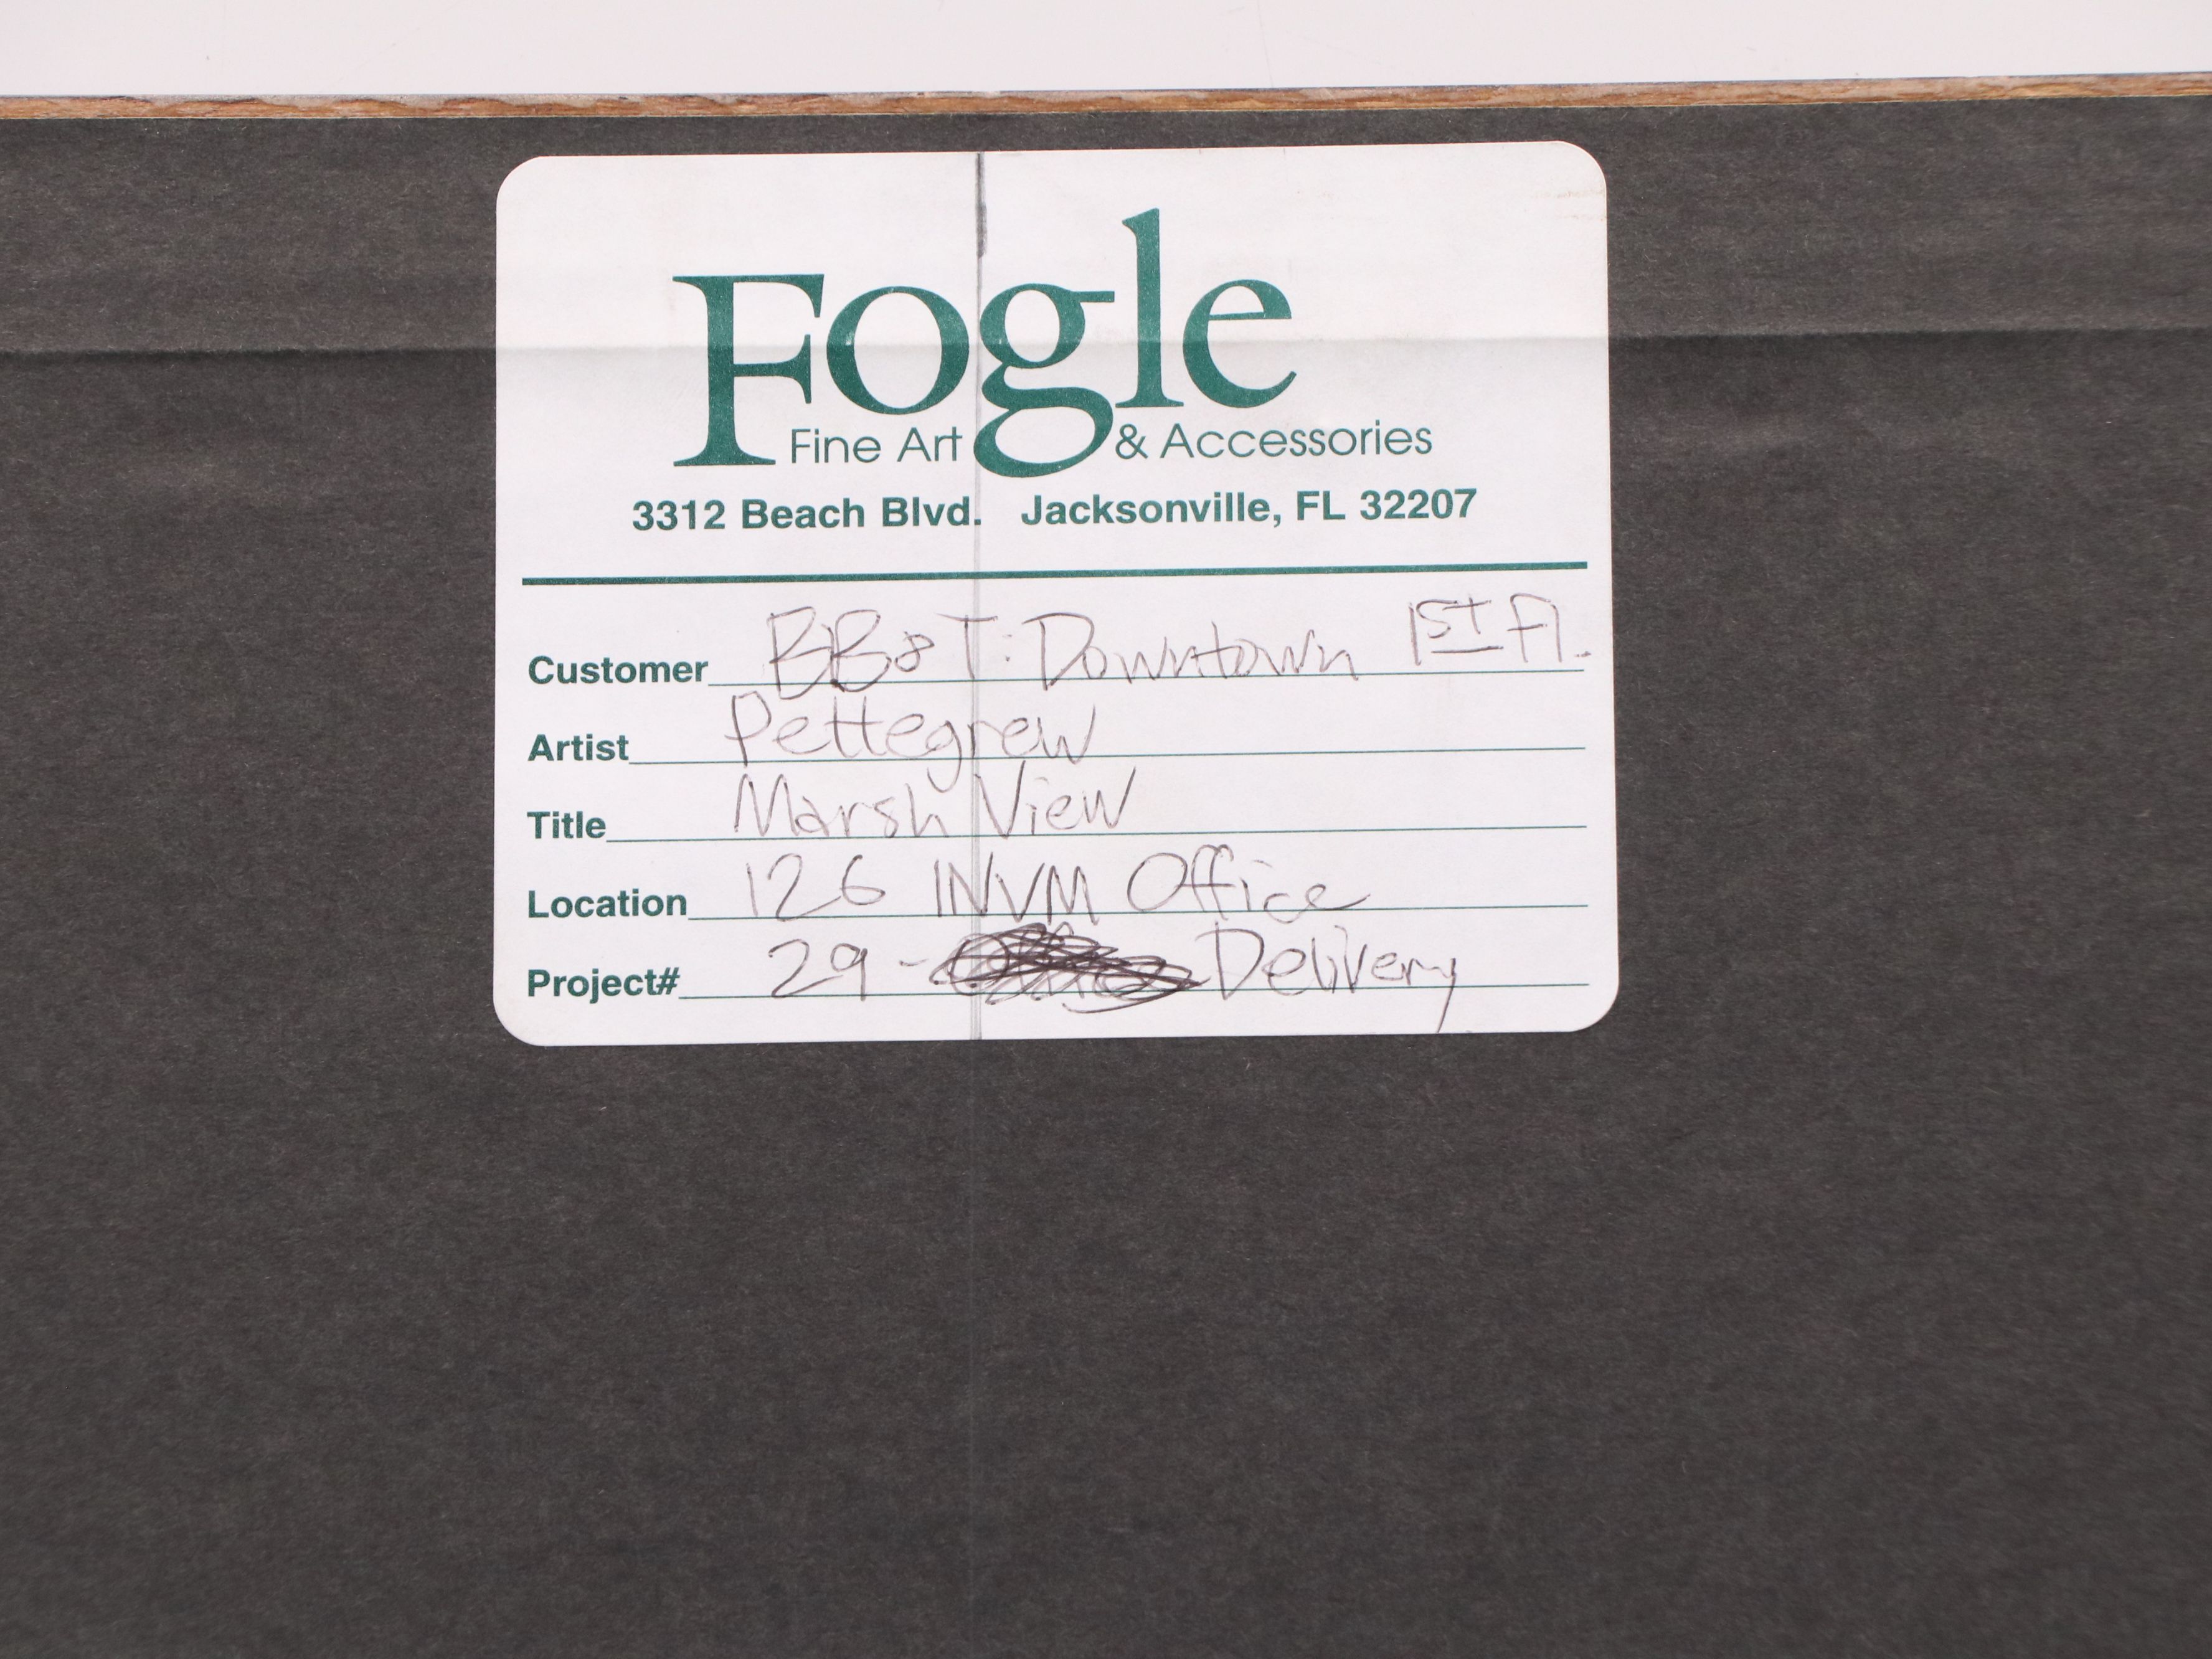 Fogle
Fine Art & Accessories
3312 Beach Blvd. Jacksonville, FL 32207
Customer BB&T: Downtown 1st Fl.
Artist Pettegrew
Title Marsh View
Location 126 INVM Office
Project# 29 - Delivery